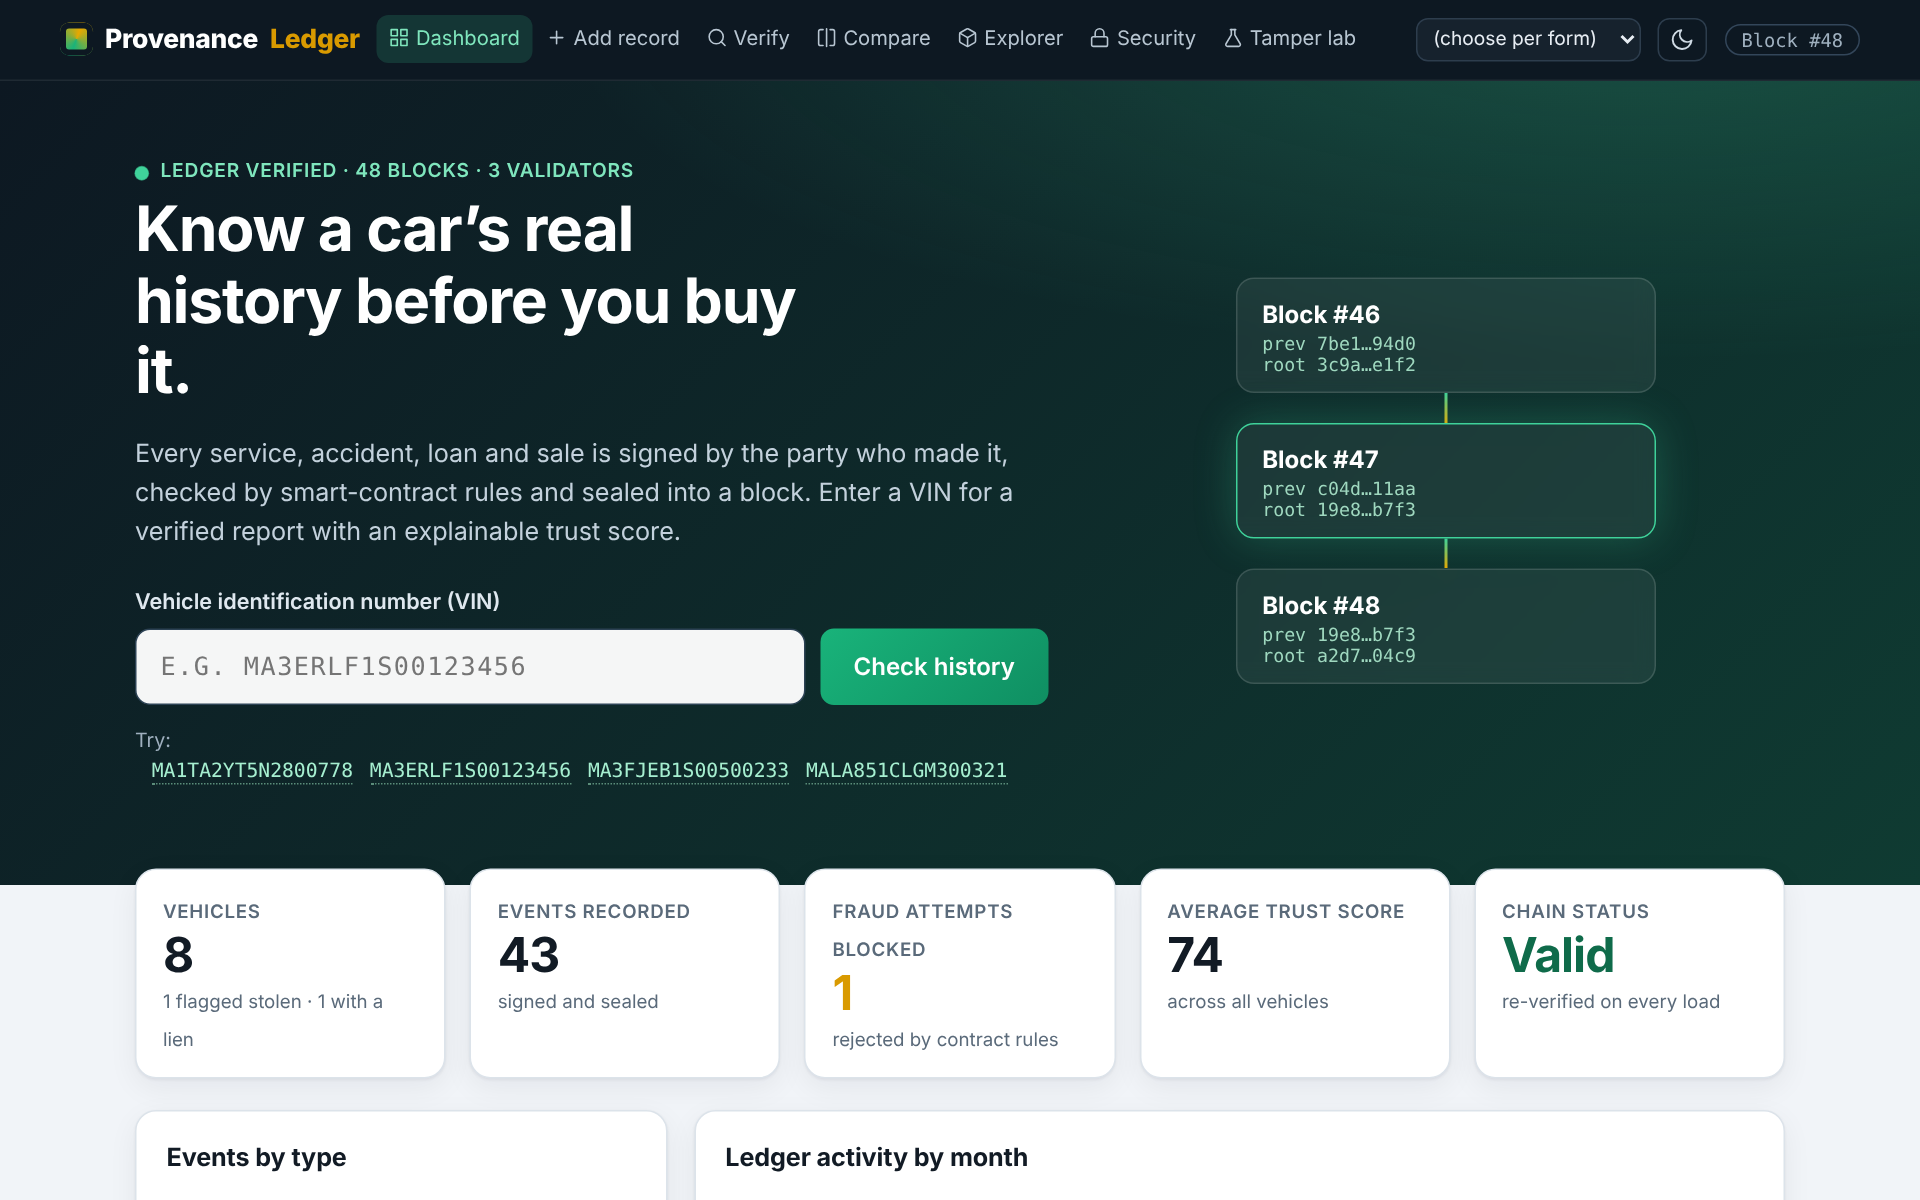 Provenance Ledger
Dashboard
Add record
Verify
Compare
Explorer
Security
Tamper lab
(choose per form)
Block #48
LEDGER VERIFIED · 48 BLOCKS · 3 VALIDATORS
Know a car’s real
history before you buy
it.
Every service, accident, loan and sale is signed by the party who made it,
checked by smart-contract rules and sealed into a block. Enter a VIN for a
verified report with an explainable trust score.
Vehicle identification number (VIN)
E.G. MA3ERLF1S00123456
Check history
Try:
MA1TA2YT5N2800778 MA3ERLF1S00123456 MA3FJEB1S00500233 MALA851CLGM300321
Block #46
prev 7be1…94d0
root 3c9a…e1f2
Block #47
prev c04d…11aa
root 19e8…b7f3
Block #48
prev 19e8…b7f3
root a2d7…04c9
VEHICLES
8
1 flagged stolen · 1 with a
lien
EVENTS RECORDED
43
signed and sealed
FRAUD ATTEMPTS
BLOCKED
1
rejected by contract rules
AVERAGE TRUST SCORE
74
across all vehicles
CHAIN STATUS
Valid
re-verified on every load
Events by type
Ledger activity by month